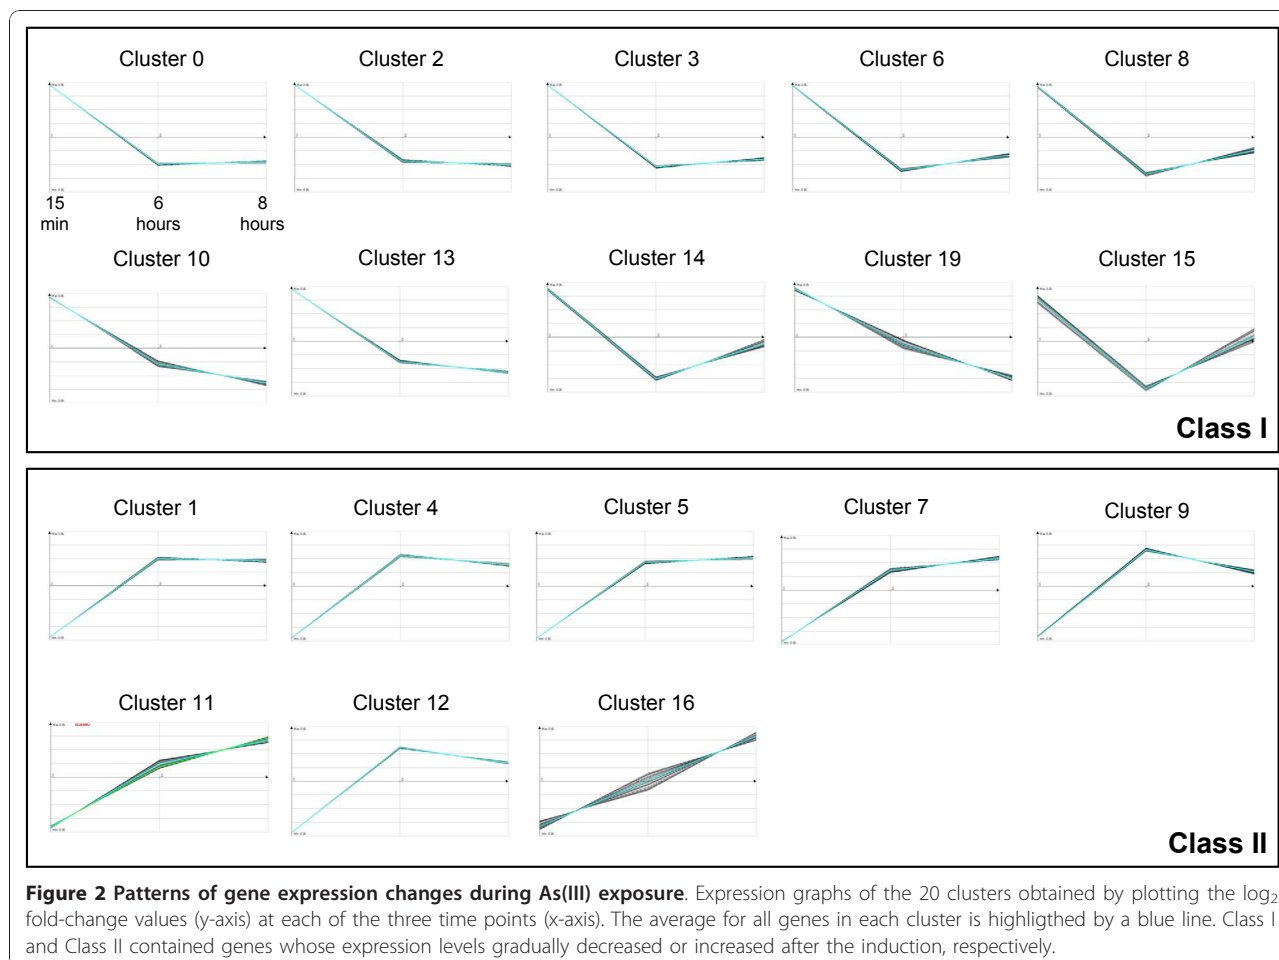 Cluster 0 Cluster 2 Cluster 3 Cluster 6 Cluster 8
15 min 6 hours 8 hours
Cluster 10 Cluster 13 Cluster 14 Cluster 19 Cluster 15
Class I
Cluster 1 Cluster 4 Cluster 5 Cluster 7 Cluster 9
Cluster 11 Cluster 12 Cluster 16
Class II
Figure 2 Patterns of gene expression changes during As(III) exposure. Expression graphs of the 20 clusters obtained by plotting the log₂
fold-change values (y-axis) at each of the three time points (x-axis). The average for all genes in each cluster is highligthed by a blue line. Class I
and Class II contained genes whose expression levels gradually decreased or increased after the induction, respectively.